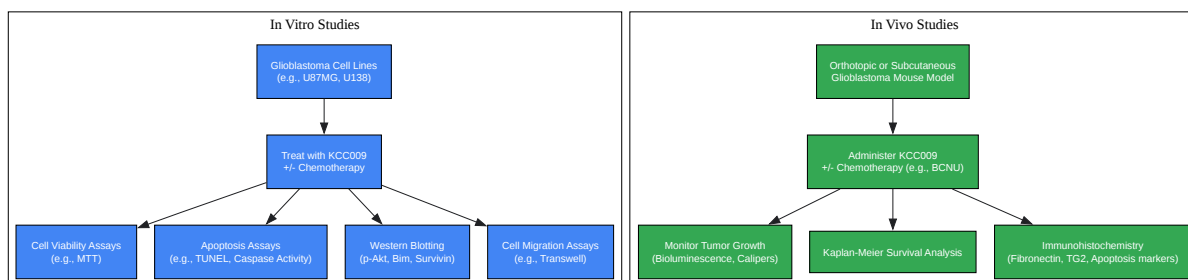 In Vitro Studies
Glioblastoma Cell Lines
(e.g., U87MG, U138)
Treat with KCC009
+/- Chemotherapy
Cell Viability Assays
(e.g., MTT)
Apoptosis Assays
(e.g., TUNEL, Caspase Activity)
Western Blotting
(p-Akt, Bim, Survivin)
Cell Migration Assays
(e.g., Transwell)
In Vivo Studies
Orthotopic or Subcutaneous
Glioblastoma Mouse Model
Administer KCC009
+/- Chemotherapy (e.g., BCNU)
Monitor Tumor Growth
(Bioluminescence, Calipers)
Kaplan-Meier Survival Analysis
Immunohistochemistry
(Fibronectin, TG2, Apoptosis markers)